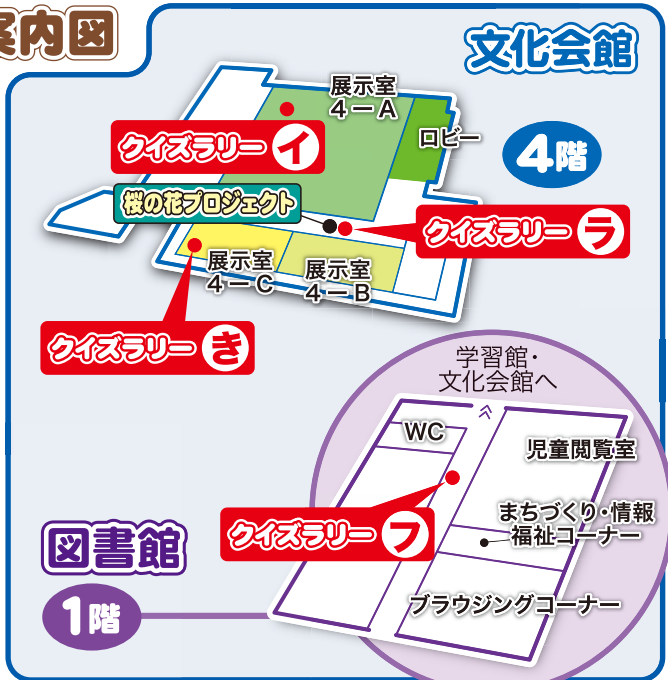 案内図
文化会館
展示室
4-A
ロビー
4階
クイズラリー イ
桜の花プロジェクト
クイズラリー ラ
展示室
4-C
展示室
4-B
クイズラリー き
学習館・
文化会館へ
WC
児童閲覧室
クイズラリー フ
まちづくり・情報
福祉コーナー
図書館
1階
ブラウジングコーナー